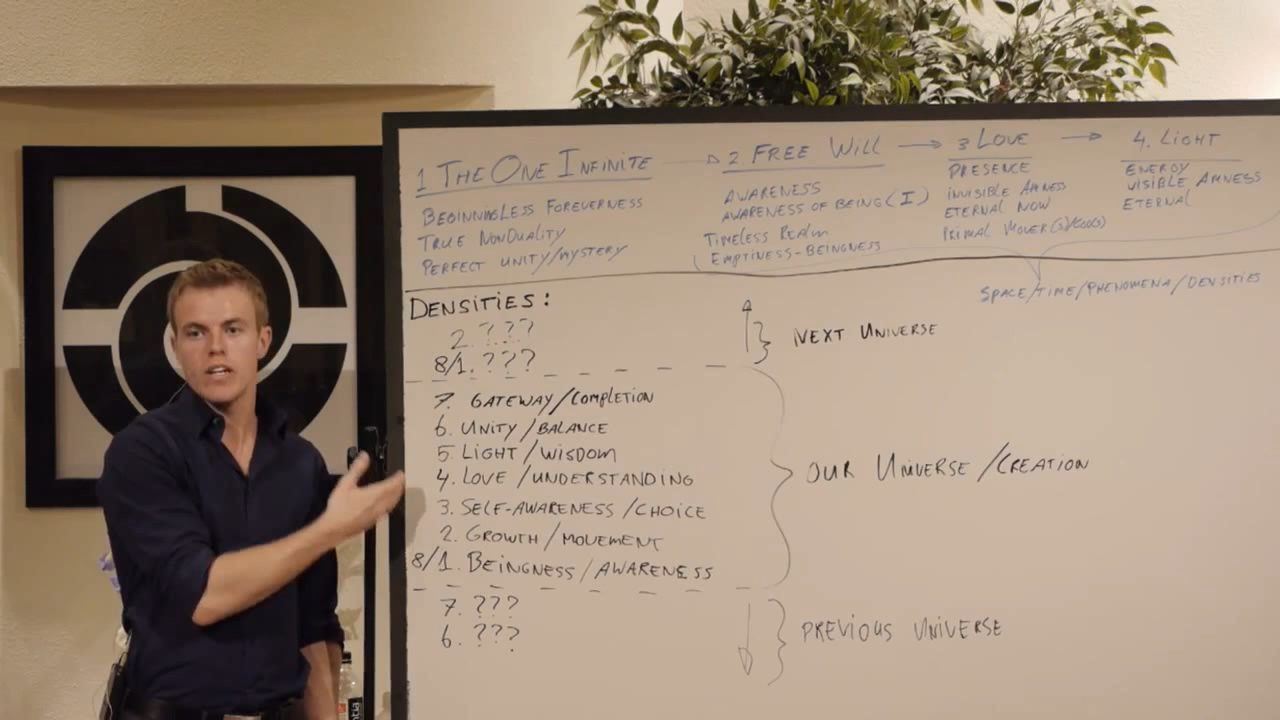 1 THE ONE INFINITE → 2 FREE WILL → 3 LOVE → 4. LIGHT
BEGINNINGLESS FOREVERNESS
TRUE NONDUALITY
PERFECT UNITY/MYSTERY
AWARENESS
AWARENESS OF BEING (I)
TIMELESS REALM
EMPTINESS-BEINGNESS
PRESENCE
INVISIBLE AMNESS
ETERNAL NOW
PRIMAL MOVER(S)/
ENERGY
VISIBLE AMNESS
ETERNAL
SPACE/TIME/PHENOMENA/DENSITIES
DENSITIES:
2. ???
8/1. ???
NEXT UNIVERSE
7. GATEWAY/COMPLETION
6. UNITY/BALANCE
5. LIGHT/WISDOM
4. LOVE/UNDERSTANDING
3. SELF-AWARENESS/CHOICE
2. GROWTH/MOVEMENT
8/1. BEINGNESS/AWARENESS
OUR UNIVERSE/CREATION
7. ???
6. ???
PREVIOUS UNIVERSE